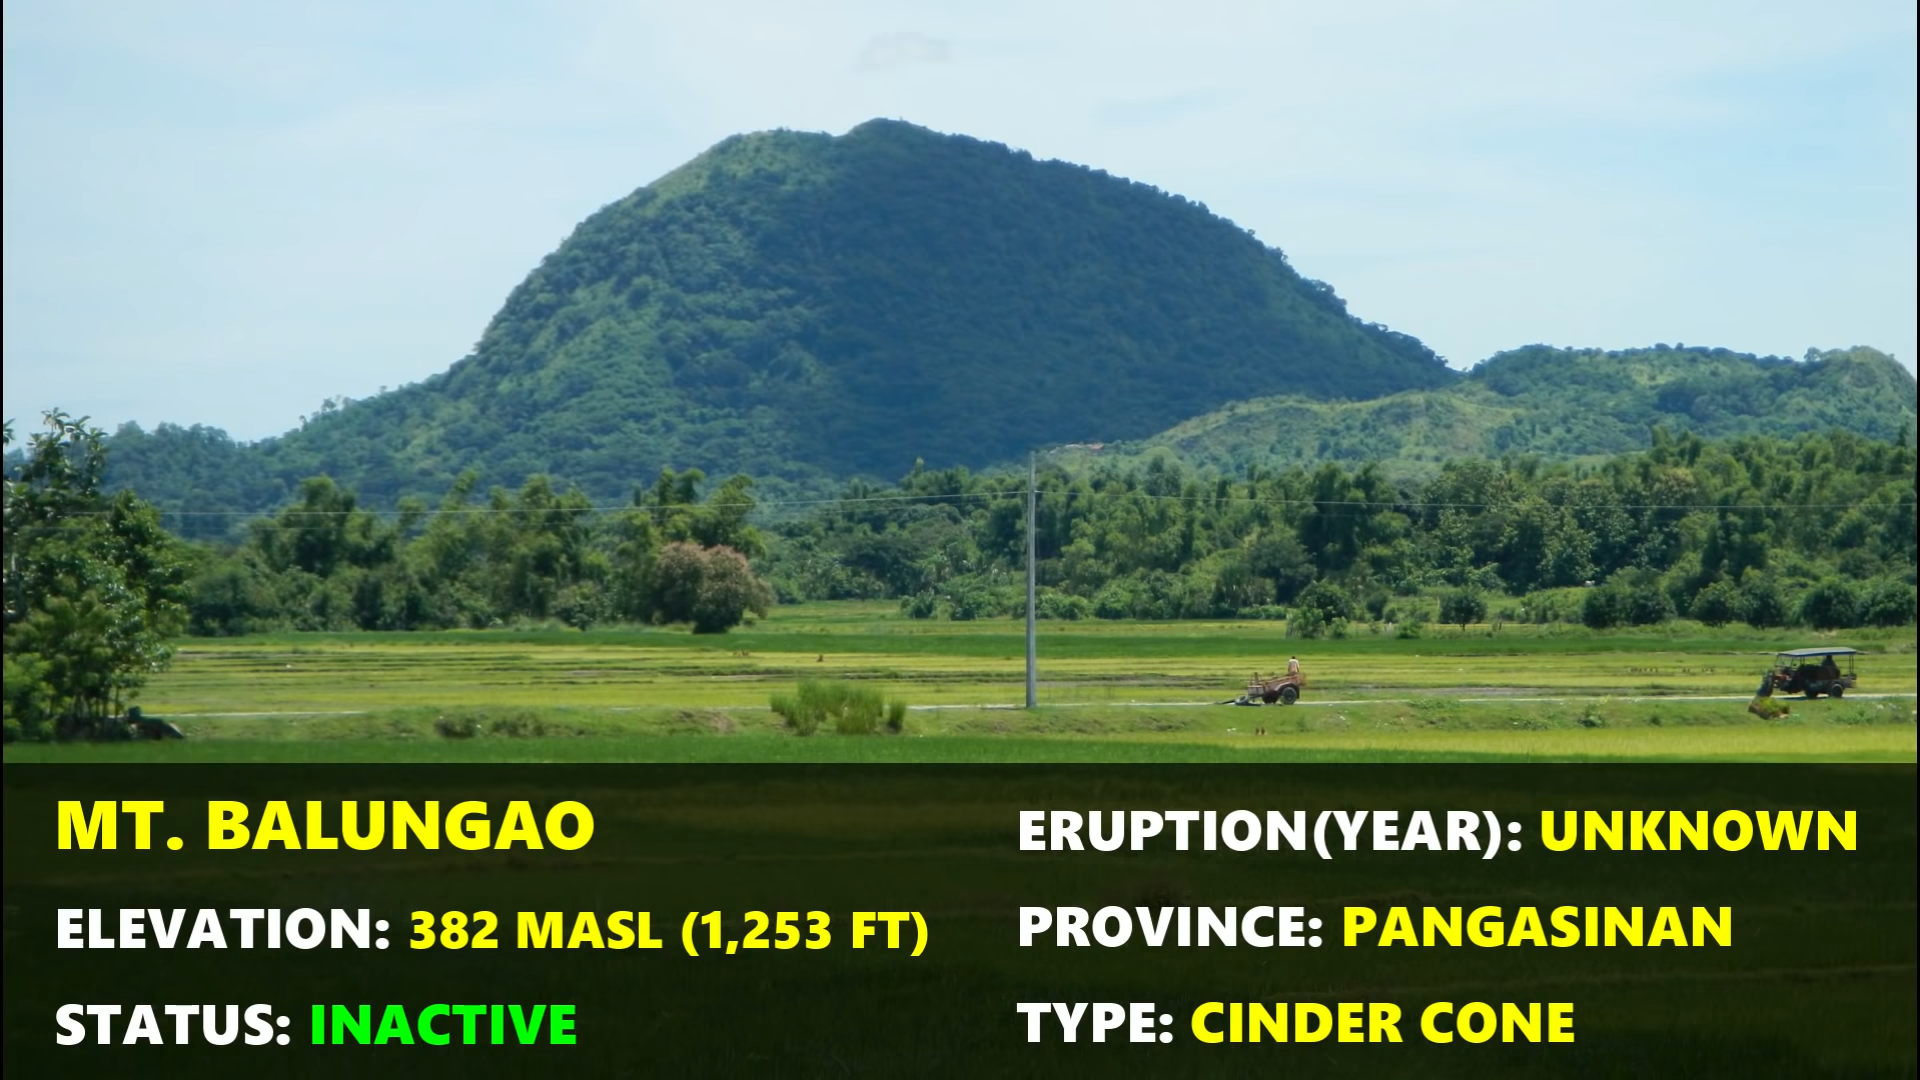 MT. BALUNGAO
ELEVATION: 382 MASL (1,253 FT)
STATUS: INACTIVE
ERUPTION(YEAR): UNKNOWN
PROVINCE: PANGASINAN
TYPE: CINDER CONE